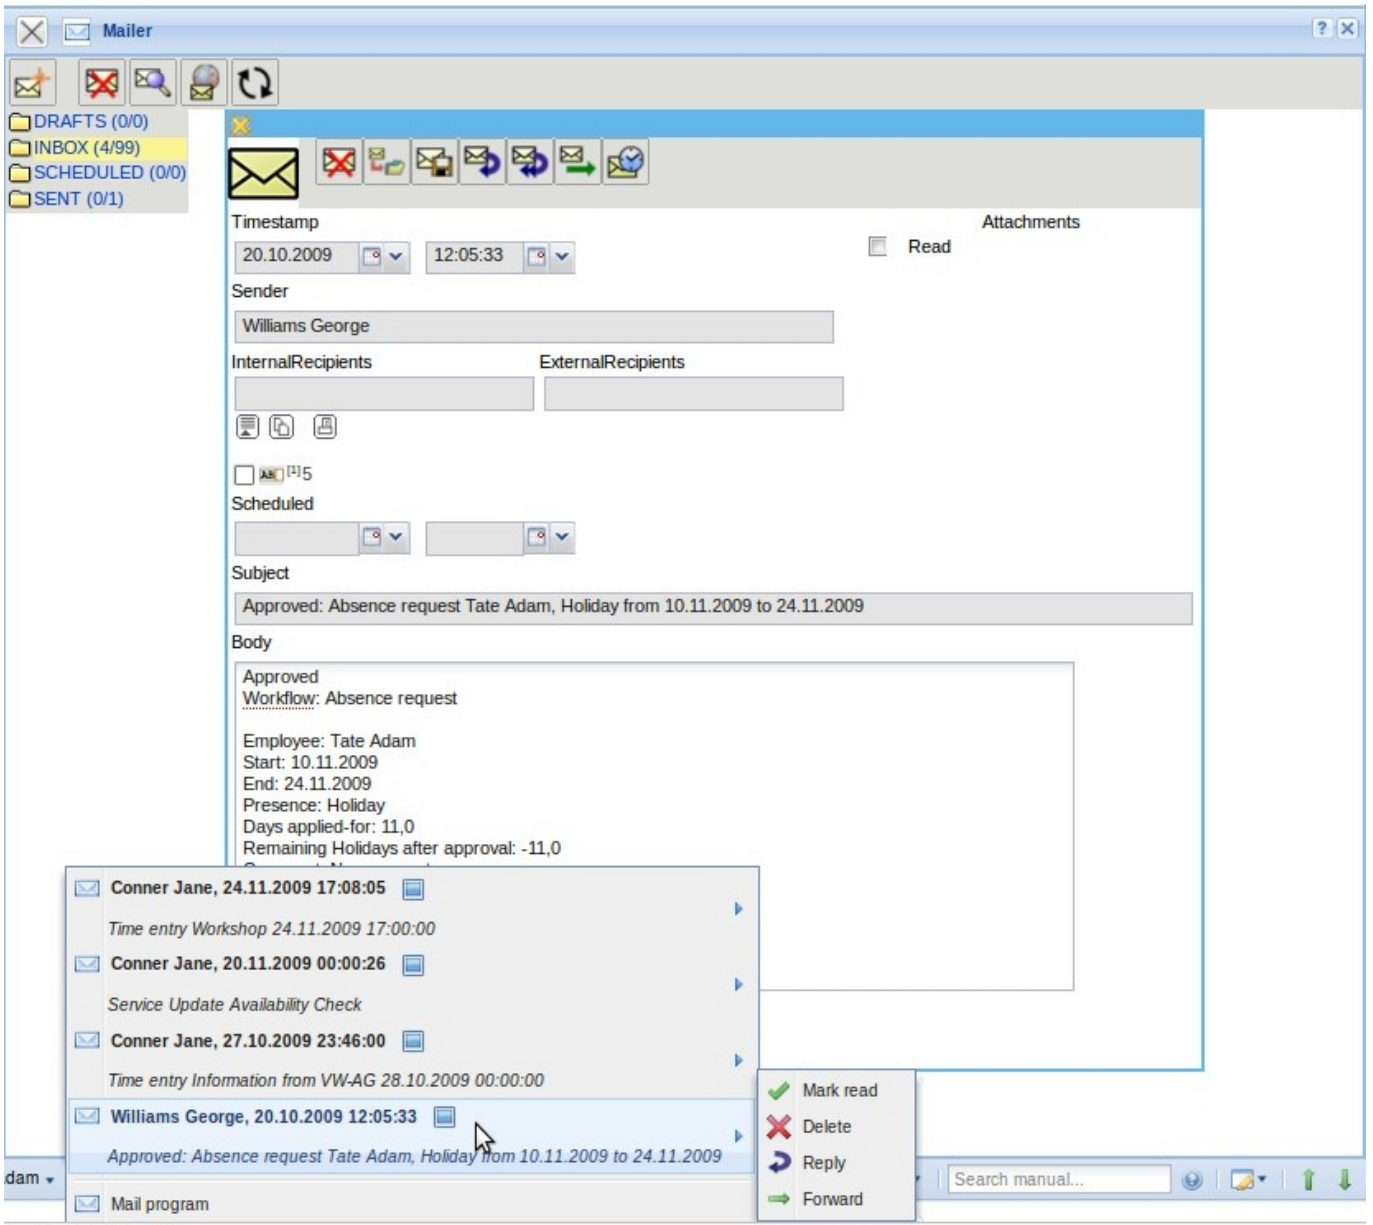 Mailer
DRAFTS (0/0)
INBOX (4/99)
SCHEDULED (0/0)
SENT (0/1)
Timestamp
Attachments
20.10.2009 12:05:33
Read
Sender
Williams George
InternalRecipients ExternalRecipients
[1]5
Scheduled
Subject
Approved: Absence request Tate Adam, Holiday from 10.11.2009 to 24.11.2009
Body
Approved
Workflow: Absence request
Employee: Tate Adam
Start: 10.11.2009
End: 24.11.2009
Presence: Holiday
Days applied-for: 11,0
Remaining Holidays after approval: -11,0
Conner Jane, 24.11.2009 17:08:05
Time entry Workshop 24.11.2009 17:00:00
Conner Jane, 20.11.2009 00:00:26
Service Update Availability Check
Conner Jane, 27.10.2009 23:46:00
Time entry Information from VW-AG 28.10.2009 00:00:00
Williams George, 20.10.2009 12:05:33
Approved: Absence request Tate Adam, Holiday from 10.11.2009 to 24.11.2009
Mail program
Mark read
Delete
Reply
Forward
dam
Search manual...